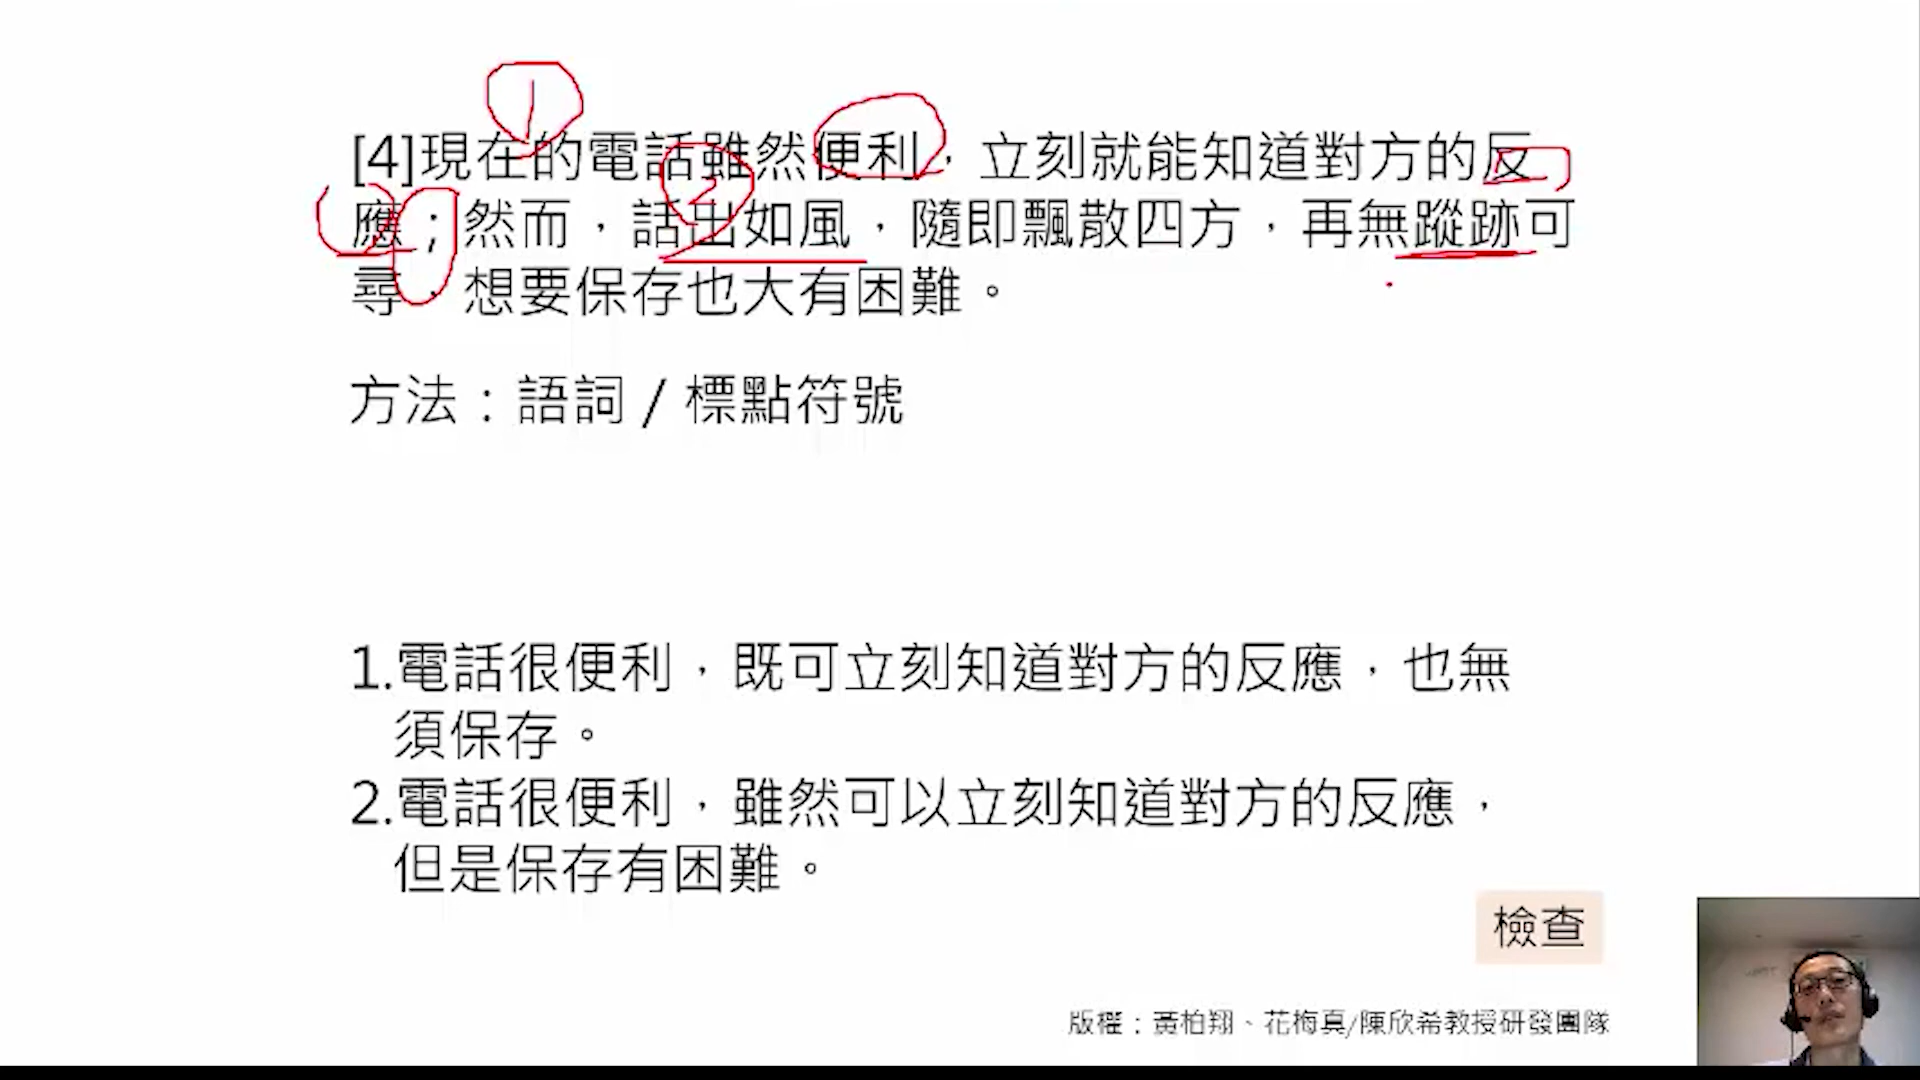 [4]現在的電話雖然便利，立刻就能知道對方的反
應；然而，話出如風，隨即飄散四方，再無蹤跡可
尋，想要保存也大有困難。
1
2
方法：語詞 / 標點符號
1.電話很便利，既可立刻知道對方的反應，也無
須保存。
2.電話很便利，雖然可以立刻知道對方的反應，
但是保存有困難。
檢查
版權：黃柏翔、花梅真/陳欣希教授研發團隊